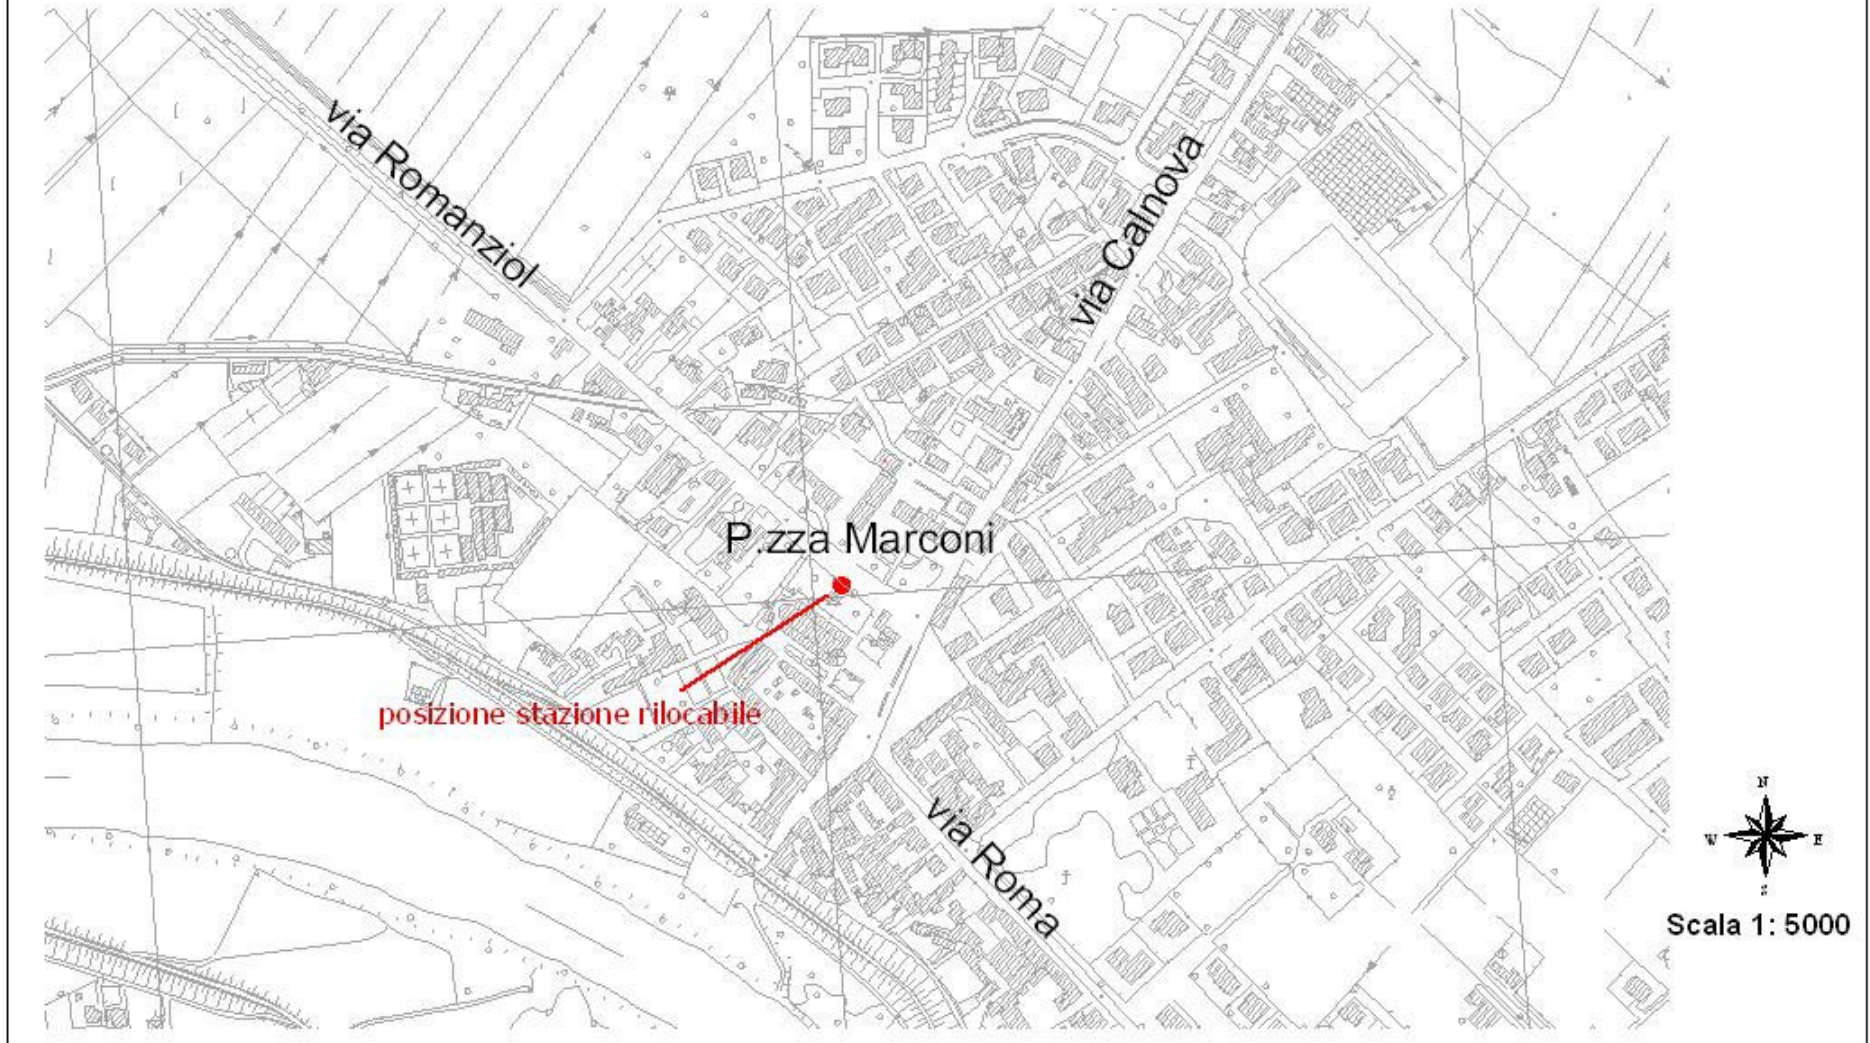 via Romanziol
via Calnova
P.zza Marconi
posizione stazione rilocabile
via Roma
N
W E
S
Scala 1: 5000